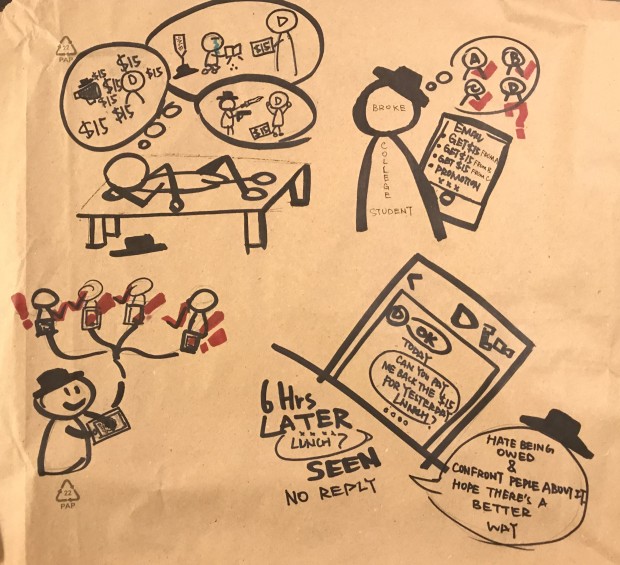 12
PAP
$15
$15
$15
$15
D
$15
$15
$15
$15
D
$15
D
$15
A
B
C
D
?
BROKE
COLLEGE
STUDENT
EMAIL
• GET $15 FROM A
• GET $15 FROM B
• GET $15 FROM C
• PROMOTION
x x x
! ! ! !
<
D
D
OK
TODAY
CAN YOU PAY
ME BACK THE $15
FOR YESTERDAY
LUNCH?
6 Hrs
LATER
LUNCH?
SEEN
NO REPLY
HATE BEING
OWED
&
CONFRONT PEPLE ABOUT IT
HOPE THERE'S A
BETTER
WAY
22
PAP